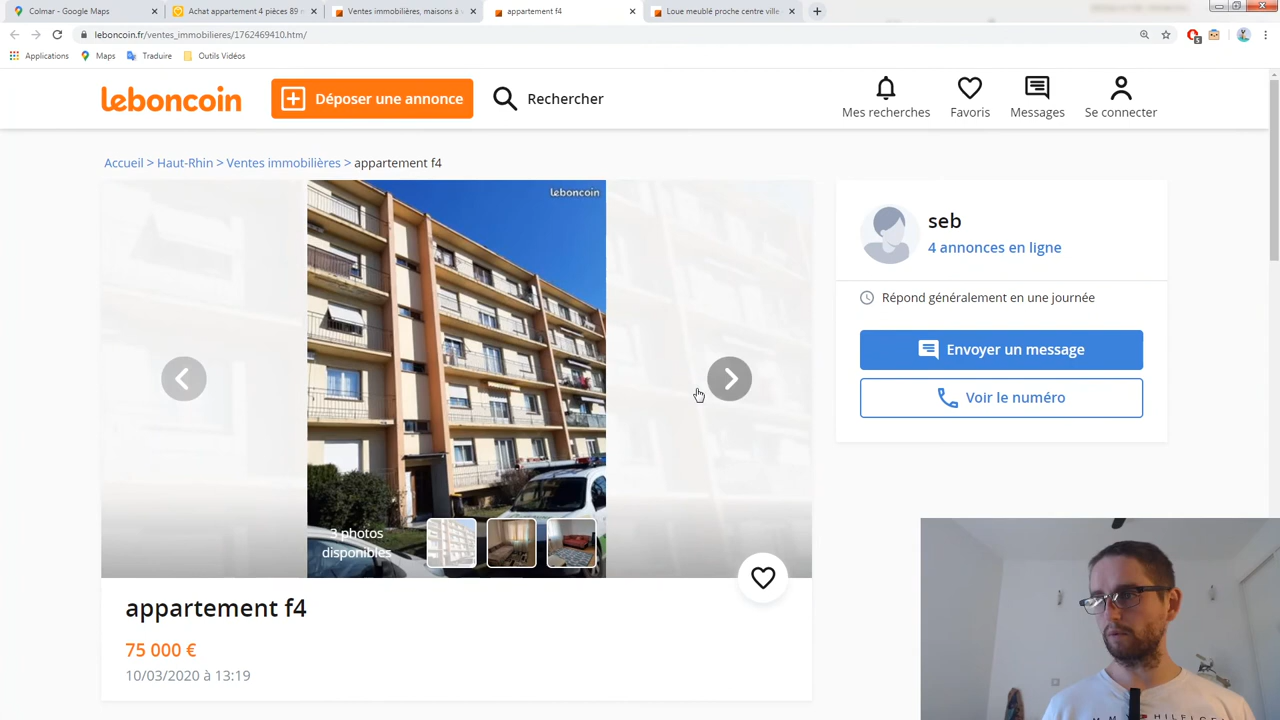 Colmar - Google Maps
Achat appartement 4 pièces 89 m
Ventes immobilières, maisons à
appartement f4
Loue meublé proche centre ville
leboncoin.fr/ventes_immobilieres/1762469410.htm/
5
Applications
Maps
Traduire
Outils Vidéos
leboncoin
Déposer une annonce
Rechercher
Mes recherches
Favoris
Messages
Se connecter
Accueil > Haut-Rhin > Ventes immobilières > appartement f4
leboncoin
3 photos
disponibles
seb
4 annonces en ligne
Répond généralement en une journée
Envoyer un message
Voir le numéro
appartement f4
75 000 €
10/03/2020 à 13:19